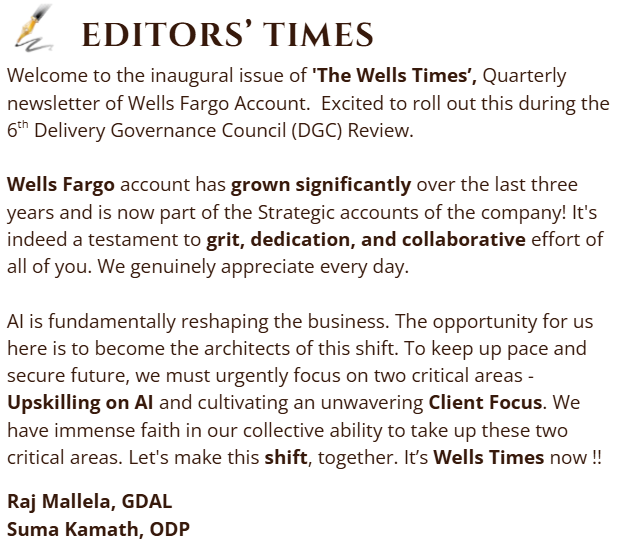 EDITORS’ TIMES
Welcome to the inaugural issue of 'The Wells Times’, Quarterly
newsletter of Wells Fargo Account.  Excited to roll out this during the
6th Delivery Governance Council (DGC) Review.
Wells Fargo account has grown significantly over the last three
years and is now part of the Strategic accounts of the company! It's
indeed a testament to grit, dedication, and collaborative effort of
all of you. We genuinely appreciate every day.
AI is fundamentally reshaping the business. The opportunity for us
here is to become the architects of this shift. To keep up pace and
secure future, we must urgently focus on two critical areas -
Upskilling on AI and cultivating an unwavering Client Focus. We
have immense faith in our collective ability to take up these two
critical areas. Let's make this shift, together. It’s Wells Times now !!
Raj Mallela, GDAL
Suma Kamath, ODP